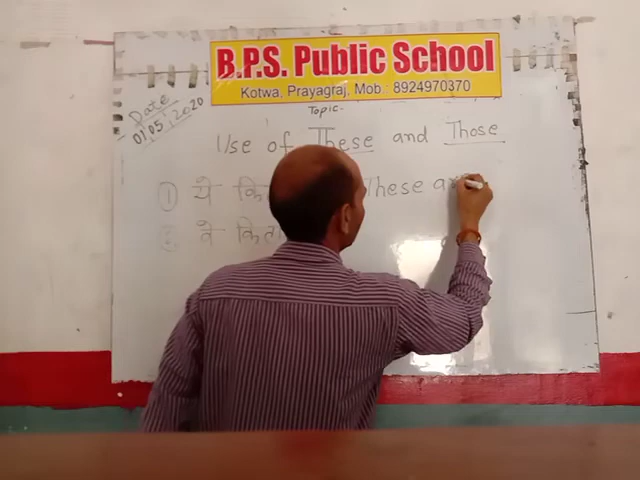 B.P.S. Public School
Kotwa, Prayagraj, Mob.: 8924970370
Topic-
Date
01/05/2020
Use of These and Those
① ये These
② वे